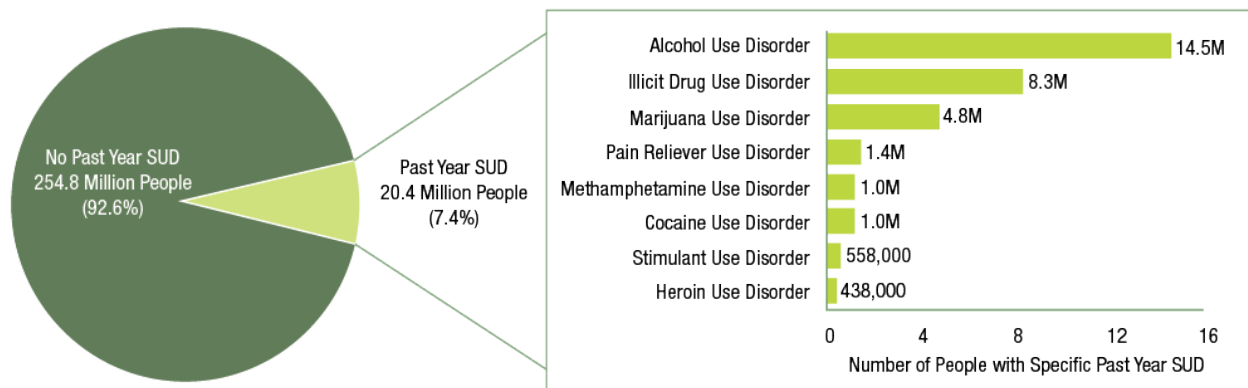 No Past Year SUD
254.8 Million People
(92.6%)
Past Year SUD
20.4 Million People
(7.4%)
Alcohol Use Disorder 14.5M
Illicit Drug Use Disorder 8.3M
Marijuana Use Disorder 4.8M
Pain Reliever Use Disorder 1.4M
Methamphetamine Use Disorder 1.0M
Cocaine Use Disorder 1.0M
Stimulant Use Disorder 558,000
Heroin Use Disorder 438,000
0 4 8 12 16
Number of People with Specific Past Year SUD